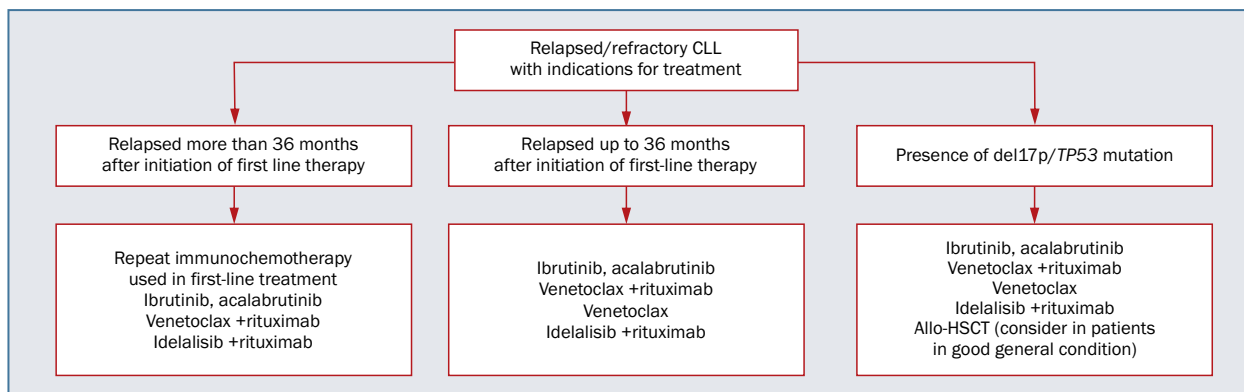 Relapsed/refractory CLL
with indications for treatment
Relapsed more than 36 months
after initiation of first line therapy
Relapsed up to 36 months
after initiation of first-line therapy
Presence of del17p/TP53 mutation
Repeat immunochemotherapy
used in first-line treatment
Ibrutinib, acalabrutinib
Venetoclax +rituximab
Idelalisib +rituximab
Ibrutinib, acalabrutinib
Venetoclax +rituximab
Venetoclax
Idelalisib +rituximab
Ibrutinib, acalabrutinib
Venetoclax +rituximab
Venetoclax
Idelalisib +rituximab
Allo-HSCT (consider in patients
in good general condition)